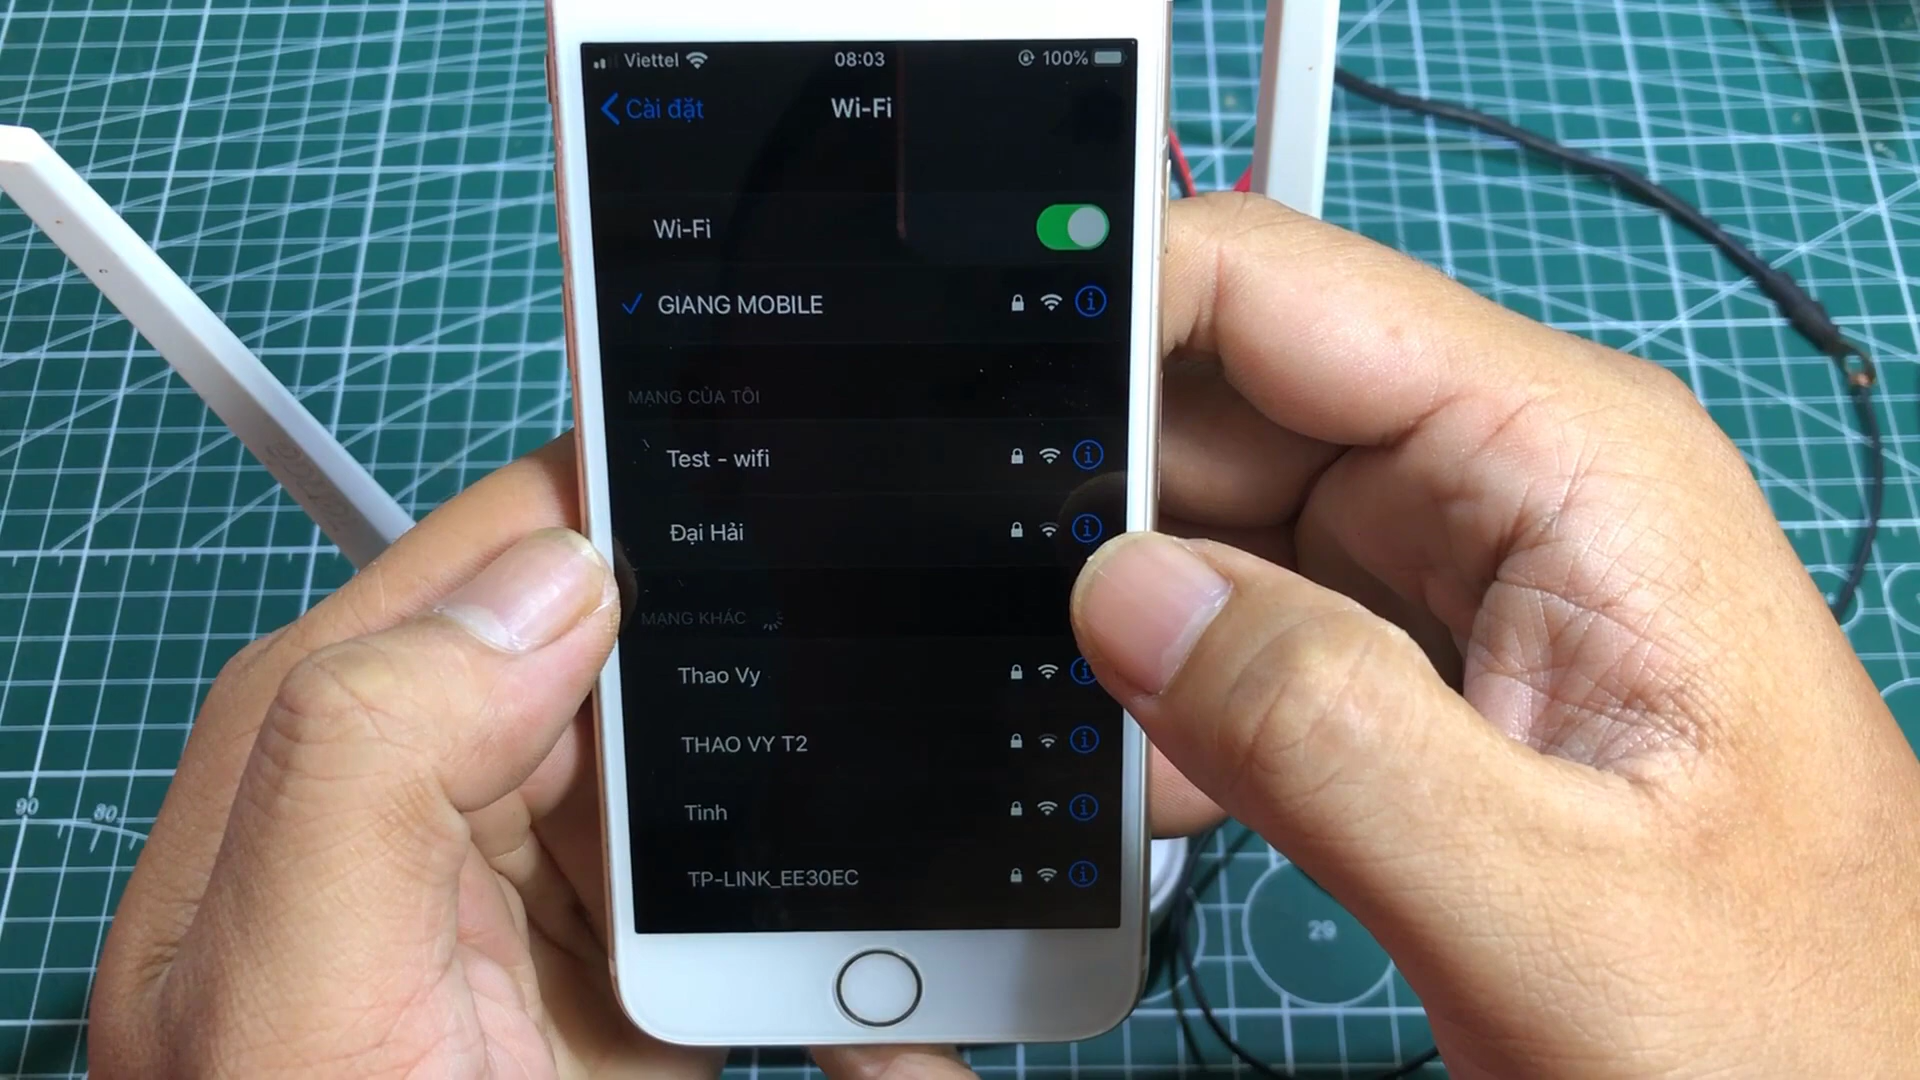 Viettel 08:03 100%
Cài đặt Wi-Fi
Wi-Fi
GIANG MOBILE
MẠNG CỦA TÔI
Test - wifi
Đại Hải
MẠNG KHÁC
Thao Vy
THAO VY T2
Tinh
TP-LINK_EE30EC
90
80
29